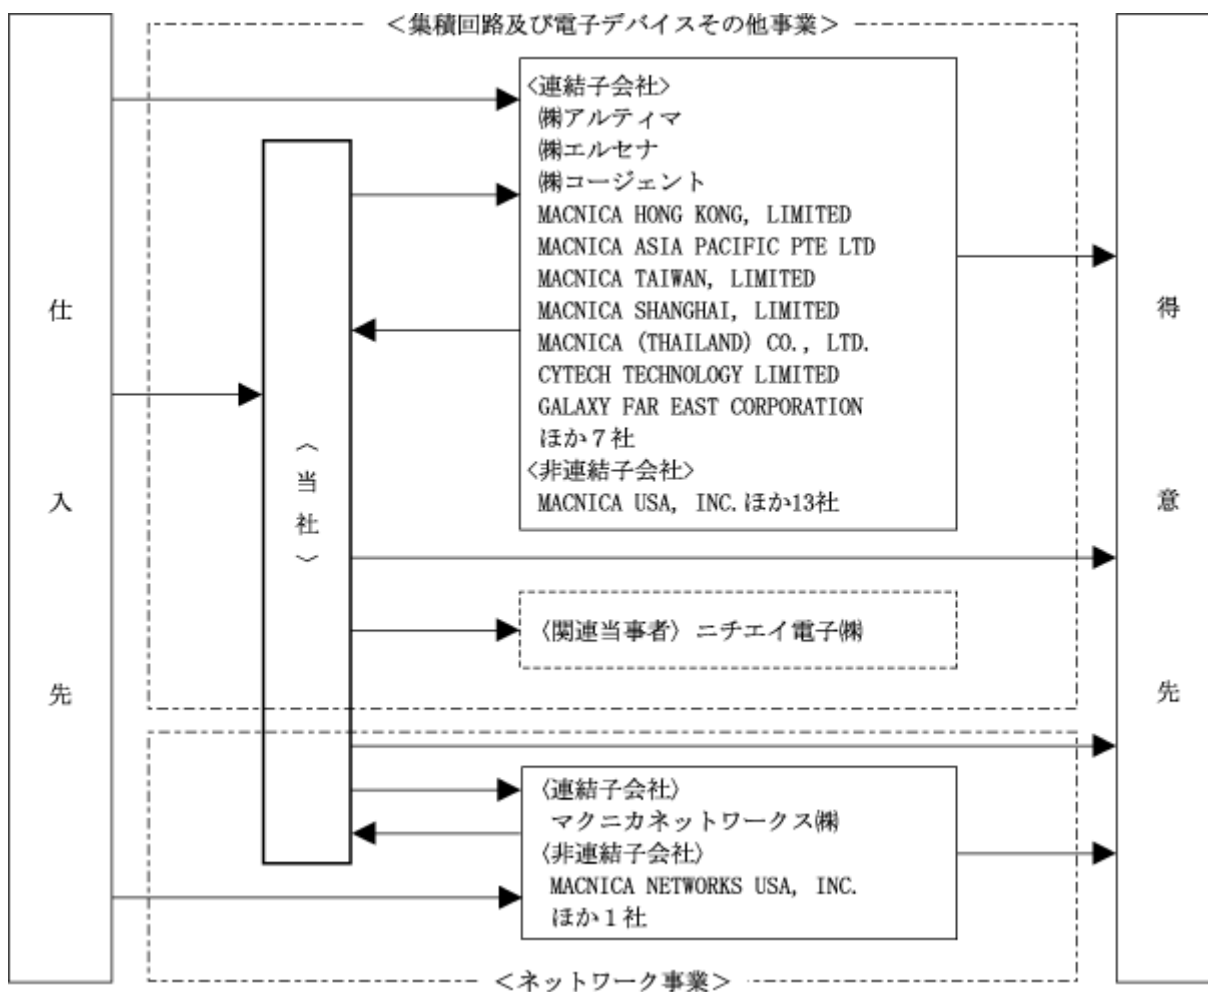 ＜集積回路及び電子デバイスその他事業＞
仕入先
〈当社〉
〈連結子会社〉
㈱アルティマ
㈱エルセナ
㈱コージェント
MACNICA HONG KONG, LIMITED
MACNICA ASIA PACIFIC PTE LTD
MACNICA TAIWAN, LIMITED
MACNICA SHANGHAI, LIMITED
MACNICA (THAILAND) CO., LTD.
CYTECH TECHNOLOGY LIMITED
GALAXY FAR EAST CORPORATION
ほか７社
〈非連結子会社〉
MACNICA USA, INC.ほか13社
〈関連当事者〉ニチエイ電子㈱
〈連結子会社〉
マクニカネットワークス㈱
〈非連結子会社〉
MACNICA NETWORKS USA, INC.
ほか１社
得意先
＜ネットワーク事業＞